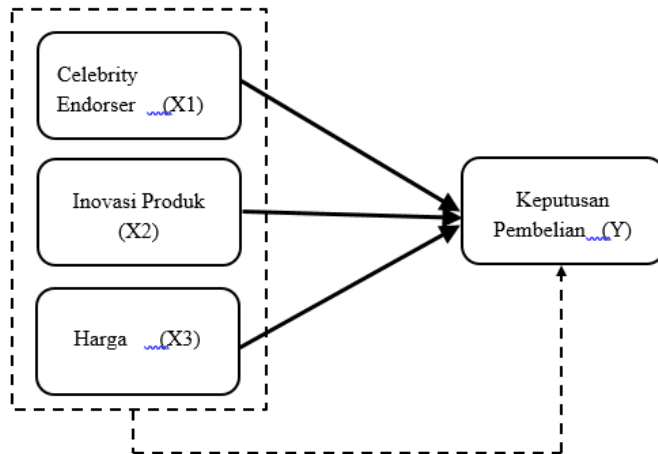 Celebrity
Endorser (X1)
Inovasi Produk
(X2)
Harga (X3)
Keputusan
Pembelian (Y)